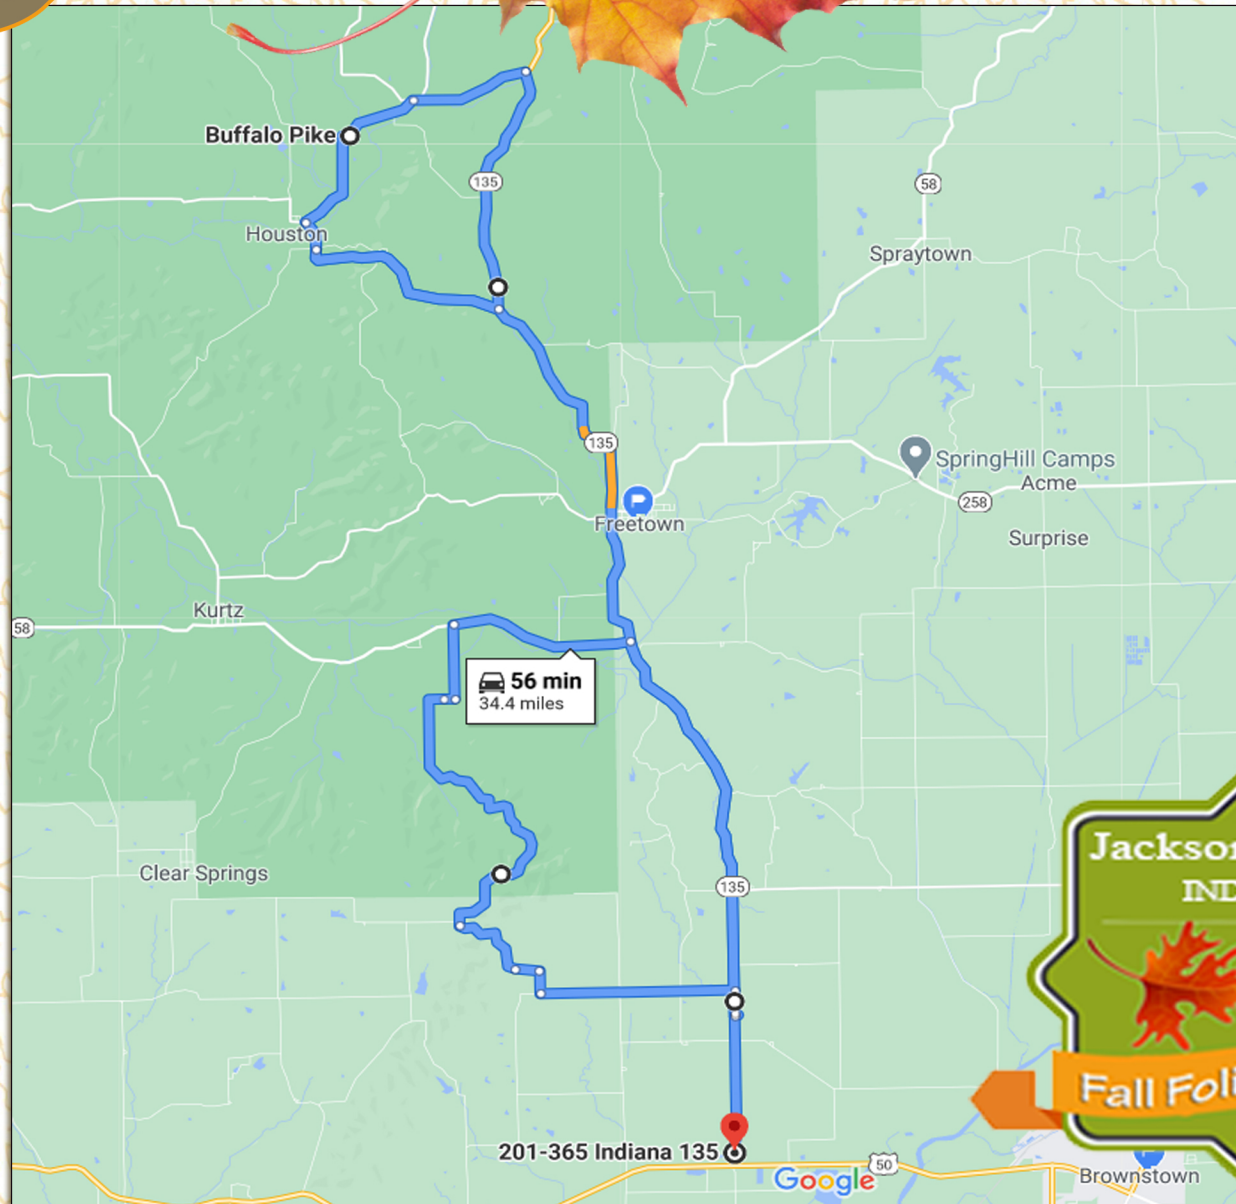 Buffalo Pike
135
58
Houston
Spraytown
135
SpringHill Camps
Acme
258
Freetown
Surprise
Kurtz
58
56 min
34.4 miles
Jackson
IND
Clear Springs
135
Fall Foli
201-365 Indiana 135
50
Google
Brownstown